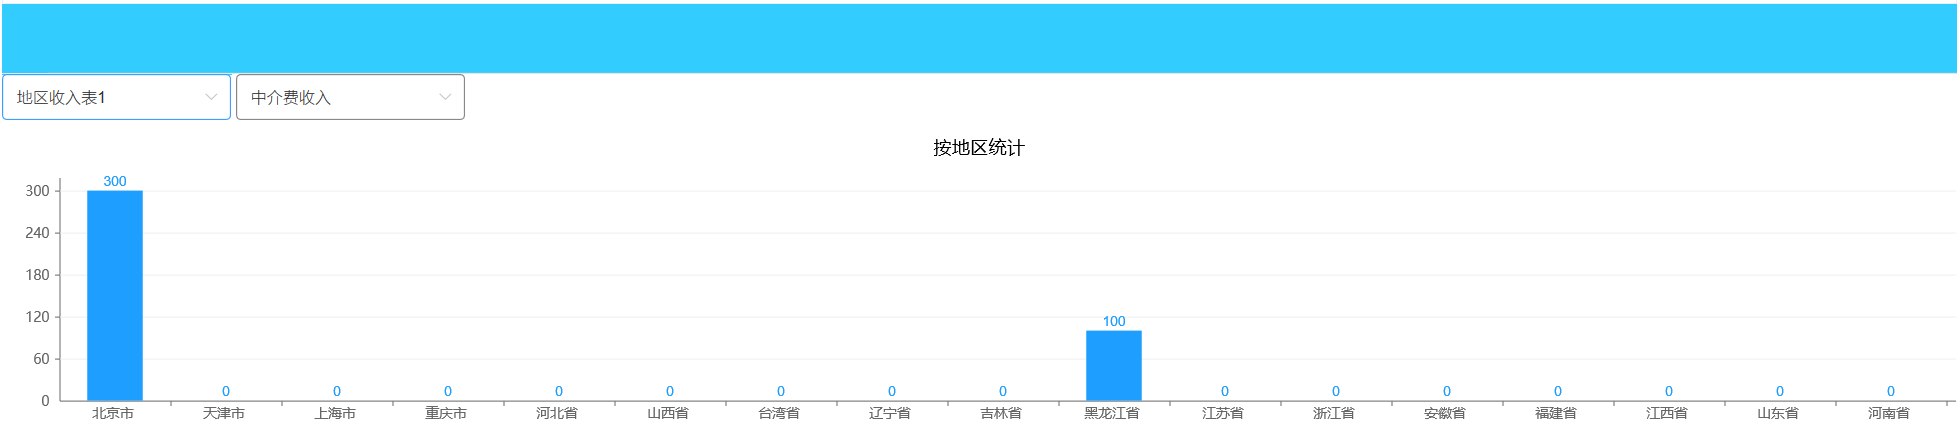 地区收入表1 中介费收入
按地区统计
300
240
180
120
60
0
300 0 0 0 0 0 0 0 0 100 0 0 0 0 0 0 0
北京市 天津市 上海市 重庆市 河北省 山西省 台湾省 辽宁省 吉林省 黑龙江省 江苏省 浙江省 安徽省 福建省 江西省 山东省 河南省